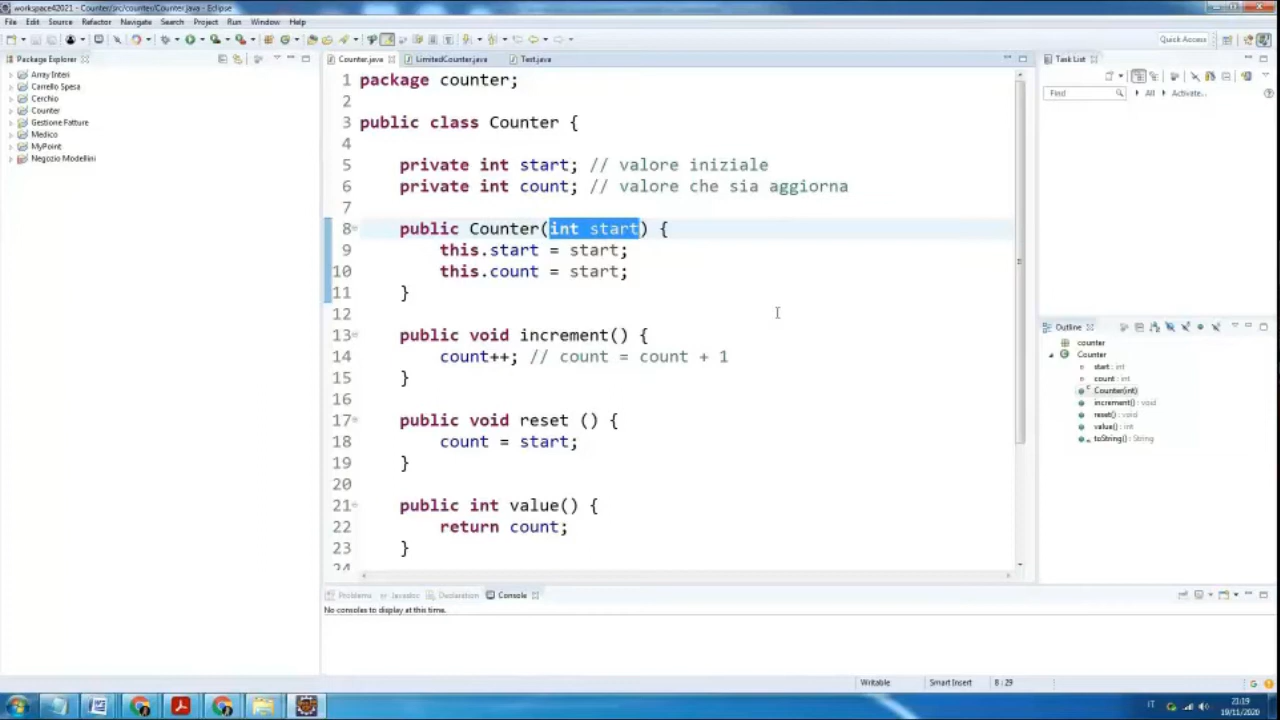 workspace42021 - Counter/src/counter/Counter.java - Eclipse
File Edit Source Refactor Navigate Search Project Run Window Help
Quick Access
Package Explorer
Array Interi
Carrello Spesa
Cerchio
Counter
Gestione Fatture
Medico
MyPoint
Negozio Modellini
Counter.java LimitedCounter.java Test.java
1 package counter;
2
3 public class Counter {
4
5 private int start; // valore iniziale
6 private int count; // valore che sia aggiorna
7
8 public Counter(int start) {
9 this.start = start;
10 this.count = start;
11 }
12
13 public void increment() {
14 count++; // count = count + 1
15 }
16
17 public void reset () {
18 count = start;
19 }
20
21 public int value() {
22 return count;
23 }
24
Task List
Find All Activate...
Outline
counter
Counter
start : int
count : int
Counter(int)
increment() : void
reset() : void
value() : int
toString() : String
Problems Javadoc Declaration Console
No consoles to display at this time.
Writable Smart Insert 8 : 29
IT 21:19
19/11/2020